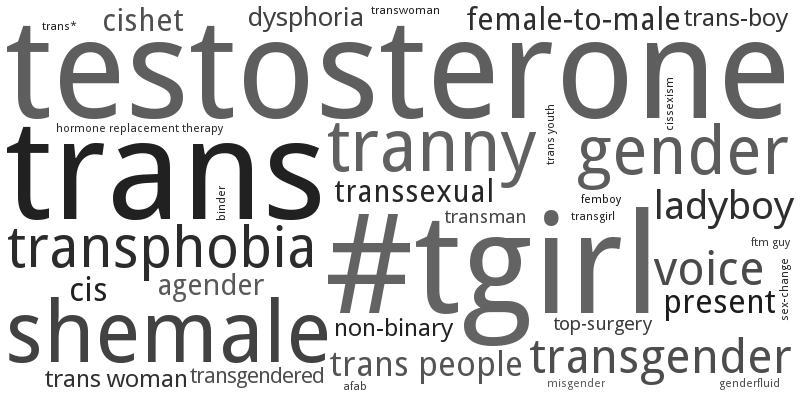 trans*
cishet
dysphoria
transwoman
female-to-male
trans-boy
testosterone
hormone replacement therapy
trans
tranny
trans youth
gender
cissexism
binder
transsexual
femboy
ladyboy
transman
transgirl
#tgirl
transphobia
ftm guy
voice
sex-change
cis
agender
present
shemale
non-binary
top-surgery
trans people
transgender
trans woman
transgendered
afab
misgender
genderfluid